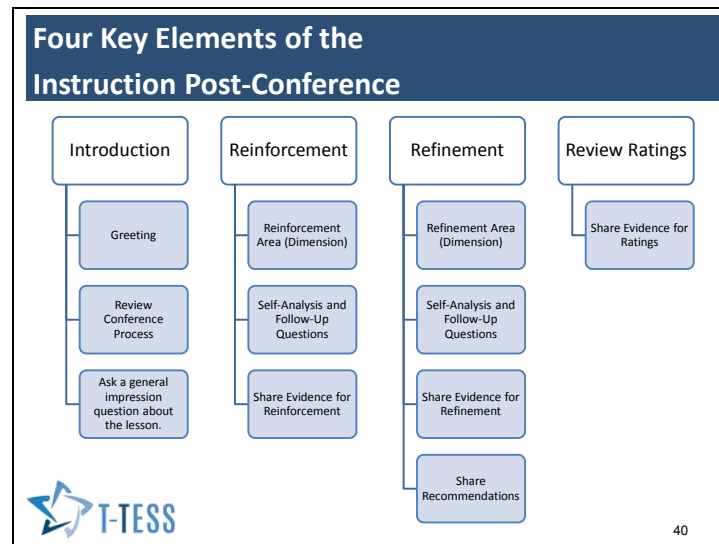 Four Key Elements of the
Instruction Post-Conference
Introduction
Greeting
Review
Conference
Process
Ask a general
impression
question about
the lesson.
Reinforcement
Reinforcement
Area (Dimension)
Self-Analysis and
Follow-Up
Questions
Share Evidence for
Reinforcement
Refinement
Refinement Area
(Dimension)
Self-Analysis and
Follow-Up
Questions
Share Evidence for
Refinement
Share
Recommendations
Review Ratings
Share Evidence for
Ratings
T-TESS
40